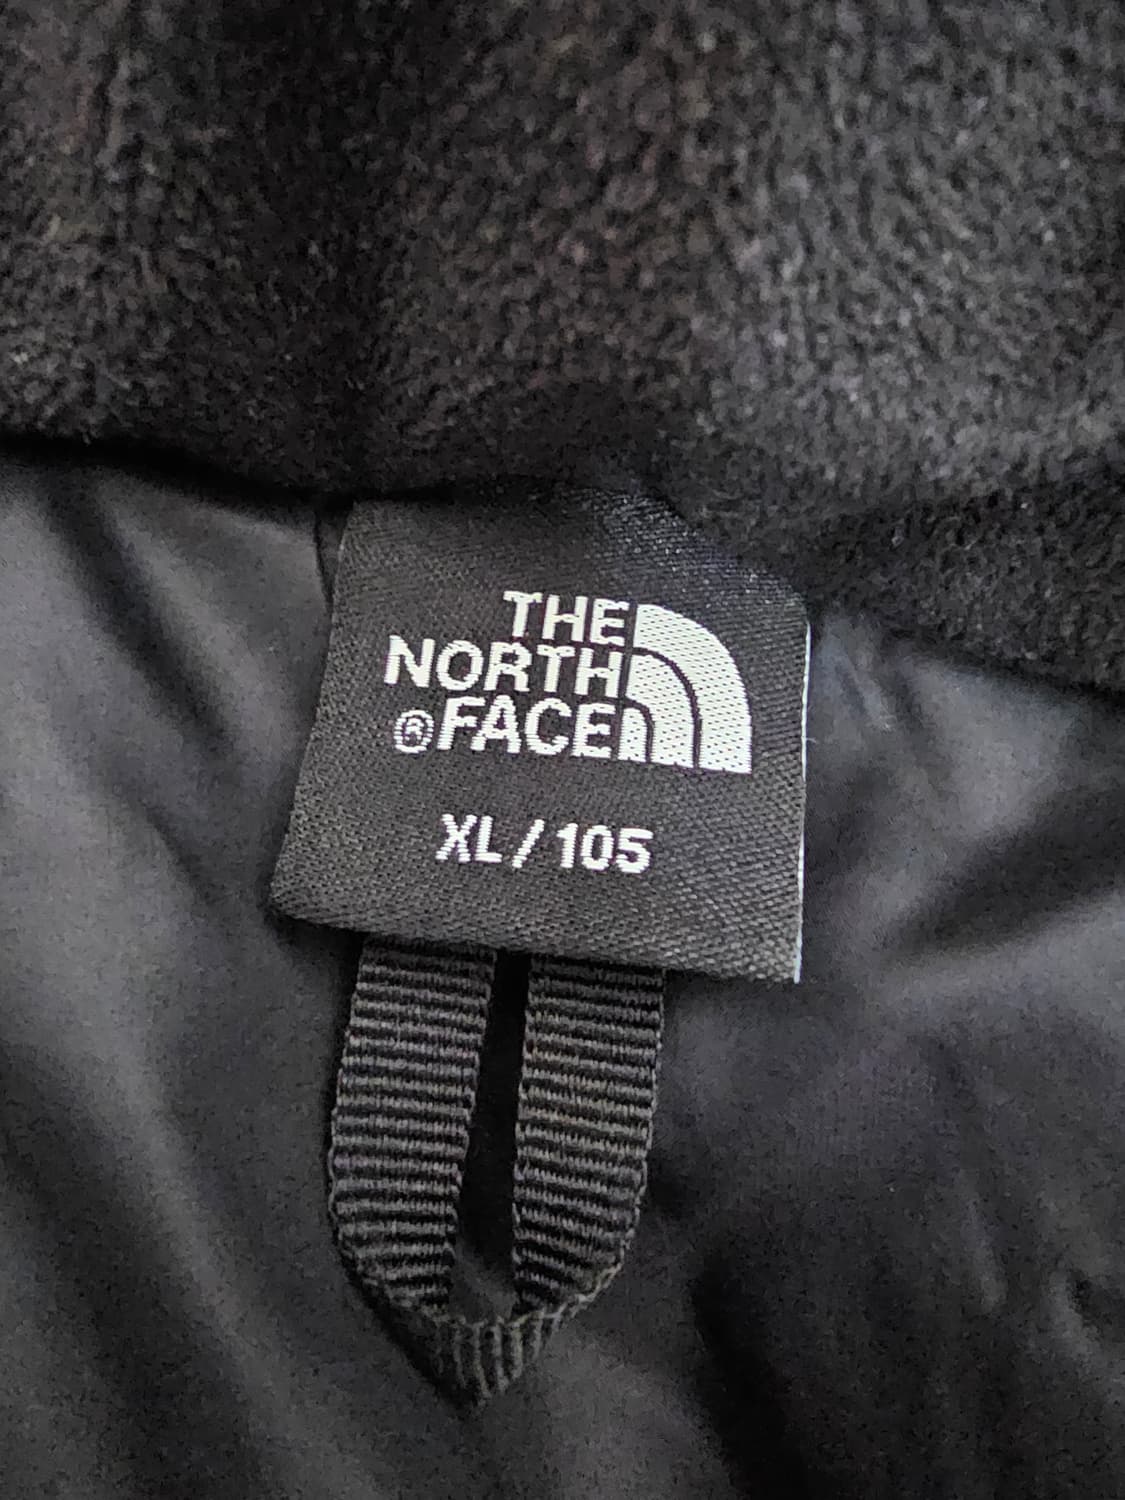 THE
NORTH
®FACE
XL / 105